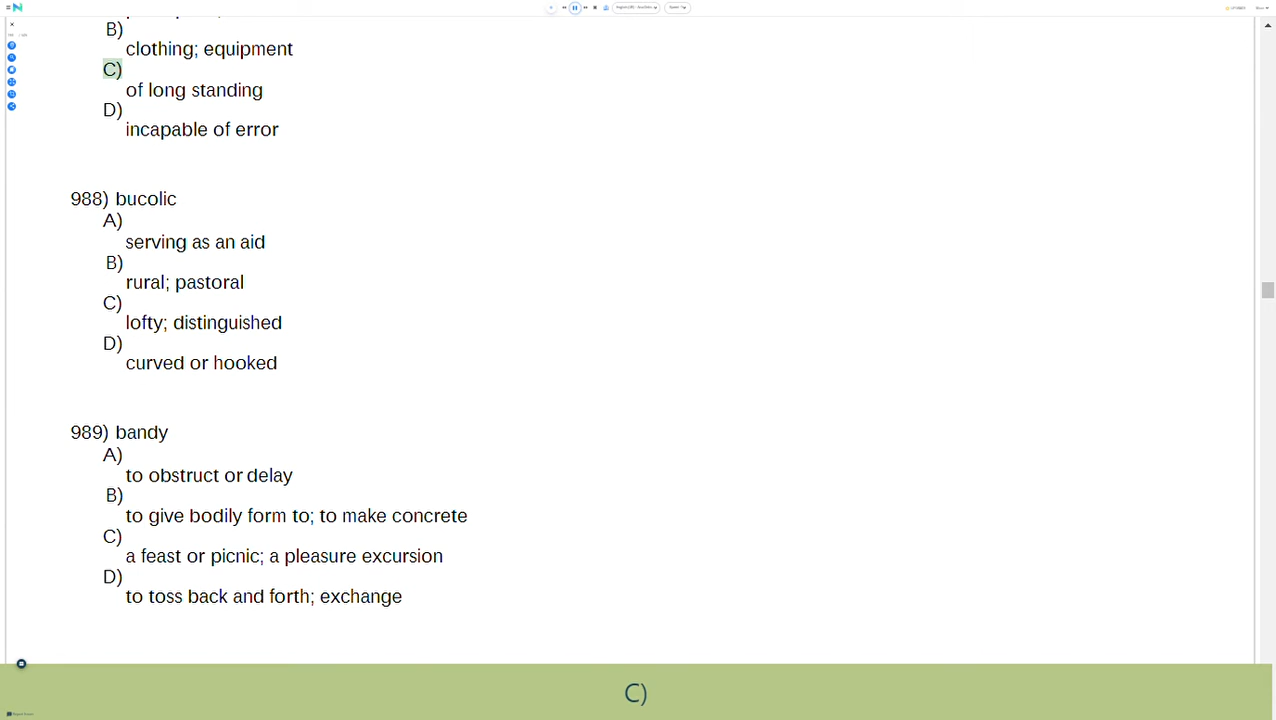 B)
clothing; equipment
C)
of long standing
D)
incapable of error
988) bucolic
A)
serving as an aid
B)
rural; pastoral
C)
lofty; distinguished
D)
curved or hooked
989) bandy
A)
to obstruct or delay
B)
to give bodily form to; to make concrete
C)
a feast or picnic; a pleasure excursion
D)
to toss back and forth; exchange
C)